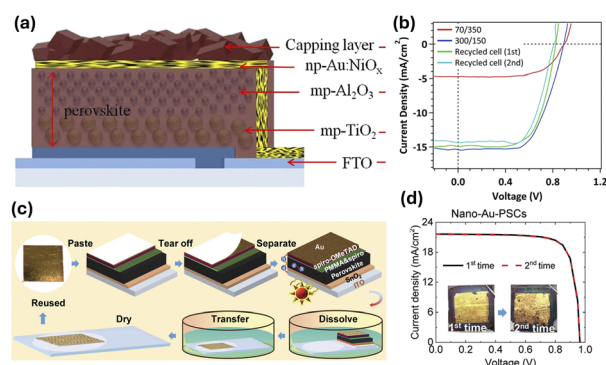 (a)
Capping layer
np-Au:NiOx
mp-Al2O3
perovskite
mp-TiO2
FTO
(b)
70/350
300/150
Recycled cell (1st)
Recycled cell (2nd)
Current Density (mA/cm²)
0
-5
-10
-15
0.0
0.4
0.8
1.2
Voltage (V)
(c)
Paste
Tear off
Separate
Au
spiro-OMeTAD
PMMA&spiro
Perovskite
SnO2
ITO
Reused
Dry
Transfer
Dissolve
(d)
Nano-Au-PSCs
Current density (mA/cm²)
24
18
12
6
0
1st time
2nd time
1st time
2nd time
0.0
0.2
0.4
0.6
0.8
1.0
Voltage (V)